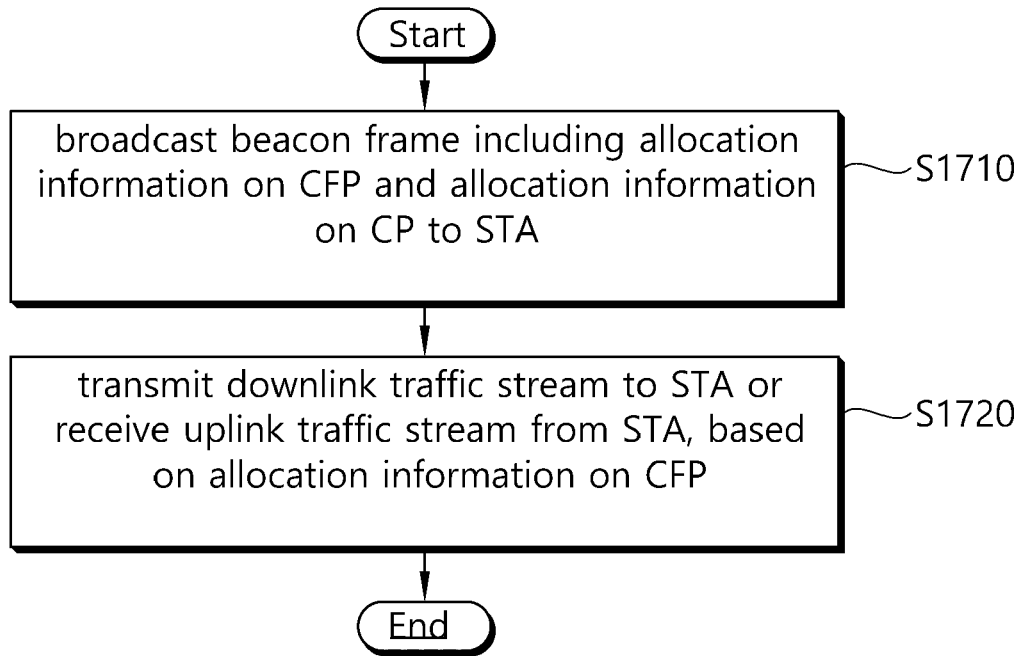 Start
broadcast beacon frame including allocation
information on CFP and allocation information
on CP to STA
S1710
transmit downlink traffic stream to STA or
receive uplink traffic stream from STA, based
on allocation information on CFP
S1720
End